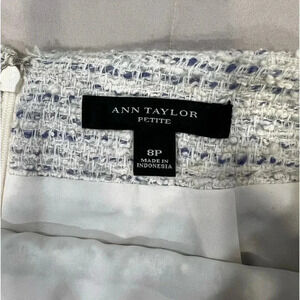 ANN TAYLOR
PETITE
8P
MADE IN
INDONESIA